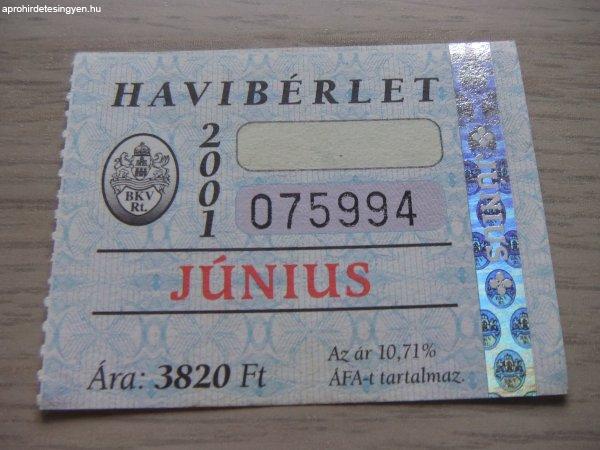 aprohirdetesingyen.hu
HAVIBÉRLET
2001
BKV
Rt.
075994
JÚNIUS
JÚNIUS
Ára: 3820 Ft
Az ár 10,71%
ÁFA-t tartalmaz.